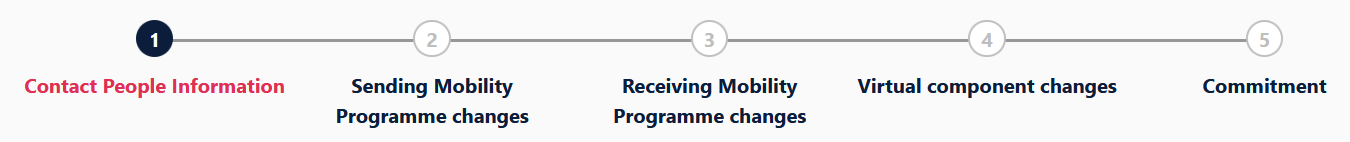 1 2 3 4 5
Contact People Information Sending Mobility Receiving Mobility Virtual component changes Commitment
Programme changes Programme changes